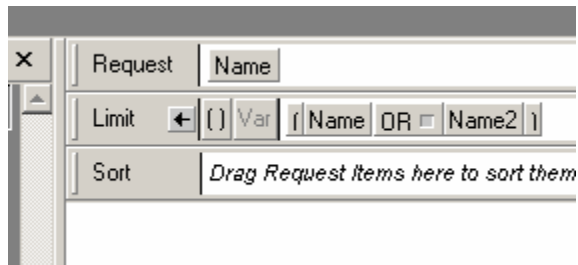 Request Name
Limit () Var ( Name OR Name2 )
Sort Drag Request Items here to sort them